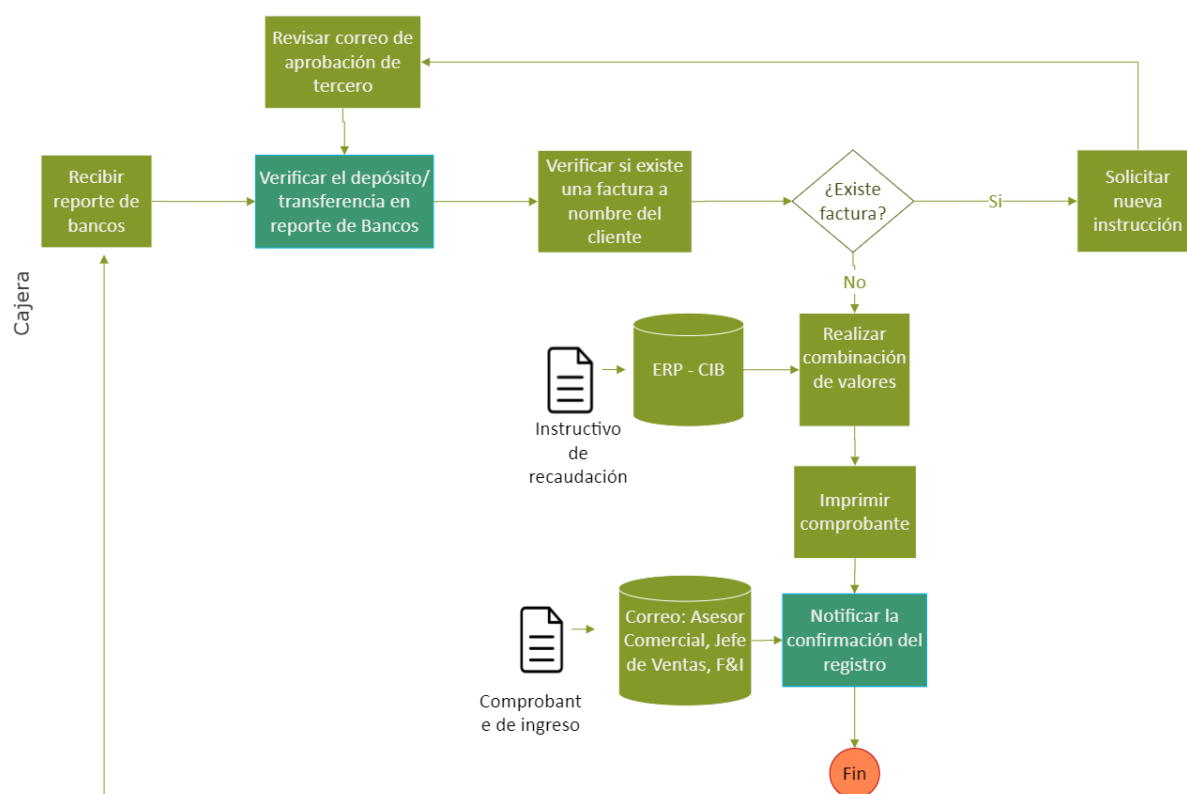 Revisar correo de
aprobación de
tercero
Recibir
reporte de
bancos
Verificar el depósito/
transferencia en
reporte de Bancos
Verificar si existe
una factura a
nombre del
cliente
¿Existe
factura?
Si
Solicitar
nueva
instrucción
Cajera
No
Realizar
combinación
de valores
ERP - CIB
Instructivo
de
recaudación
Imprimir
comprobante
Correo: Asesor
Comercial, Jefe
de Ventas, F&I
Notificar la
confirmación del
registro
Comprobant
e de ingreso
Fin